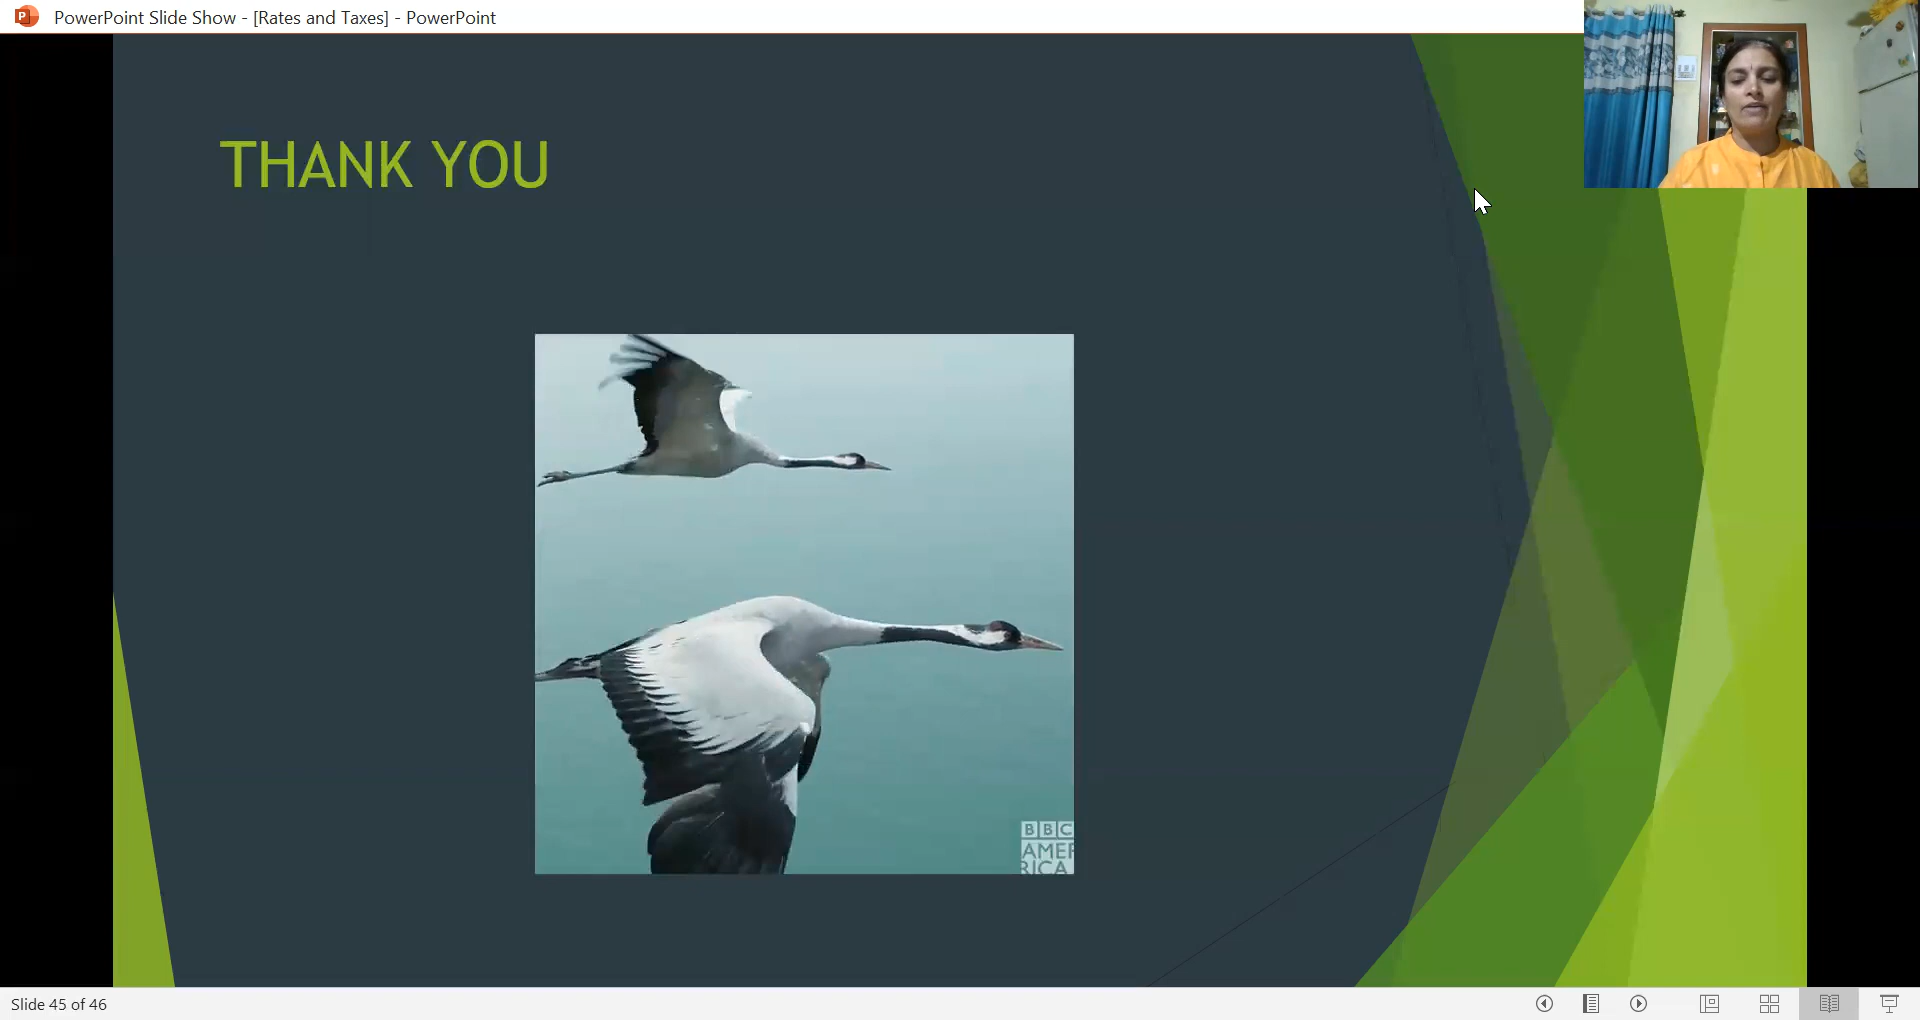 PowerPoint Slide Show - [Rates and Taxes] - PowerPoint
THANK YOU
BBC
AMER
RICA
Slide 45 of 46